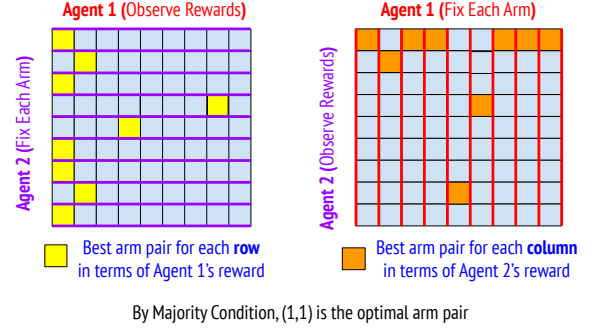 Agent 1 (Observe Rewards)
Agent 2 (Fix Each Arm)
Best arm pair for each row
in terms of Agent 1's reward
Agent 1 (Fix Each Arm)
Agent 2 (Observe Rewards)
Best arm pair for each column
in terms of Agent 2's reward
By Majority Condition, (1,1) is the optimal arm pair